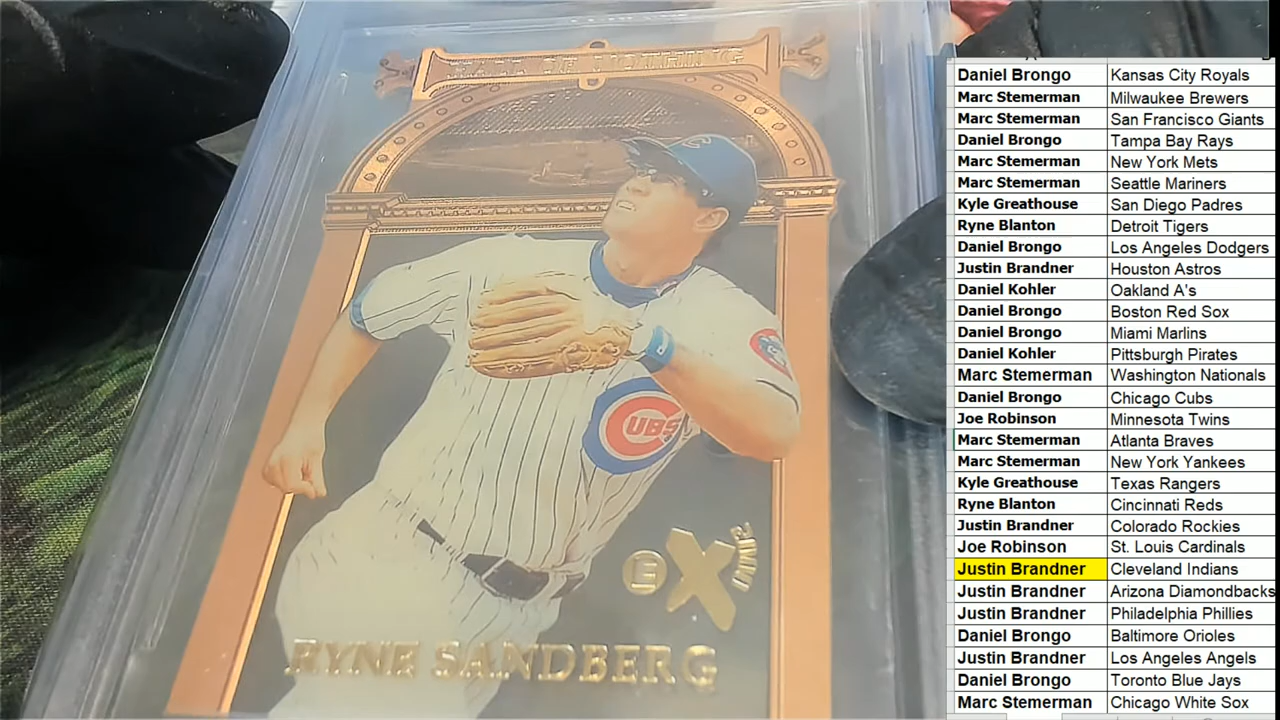 HALL OR NOTHING
CUBS
E X
2000
RYNE SANDBERG
Daniel Brongo Kansas City Royals
Marc Stemerman Milwaukee Brewers
Marc Stemerman San Francisco Giants
Daniel Brongo Tampa Bay Rays
Marc Stemerman New York Mets
Marc Stemerman Seattle Mariners
Kyle Greathouse San Diego Padres
Ryne Blanton Detroit Tigers
Daniel Brongo Los Angeles Dodgers
Justin Brandner Houston Astros
Daniel Kohler Oakland A's
Daniel Brongo Boston Red Sox
Daniel Brongo Miami Marlins
Daniel Kohler Pittsburgh Pirates
Marc Stemerman Washington Nationals
Daniel Brongo Chicago Cubs
Joe Robinson Minnesota Twins
Marc Stemerman Atlanta Braves
Marc Stemerman New York Yankees
Kyle Greathouse Texas Rangers
Ryne Blanton Cincinnati Reds
Justin Brandner Colorado Rockies
Joe Robinson St. Louis Cardinals
Justin Brandner Cleveland Indians
Justin Brandner Arizona Diamondbacks
Justin Brandner Philadelphia Phillies
Daniel Brongo Baltimore Orioles
Justin Brandner Los Angeles Angels
Daniel Brongo Toronto Blue Jays
Marc Stemerman Chicago White Sox